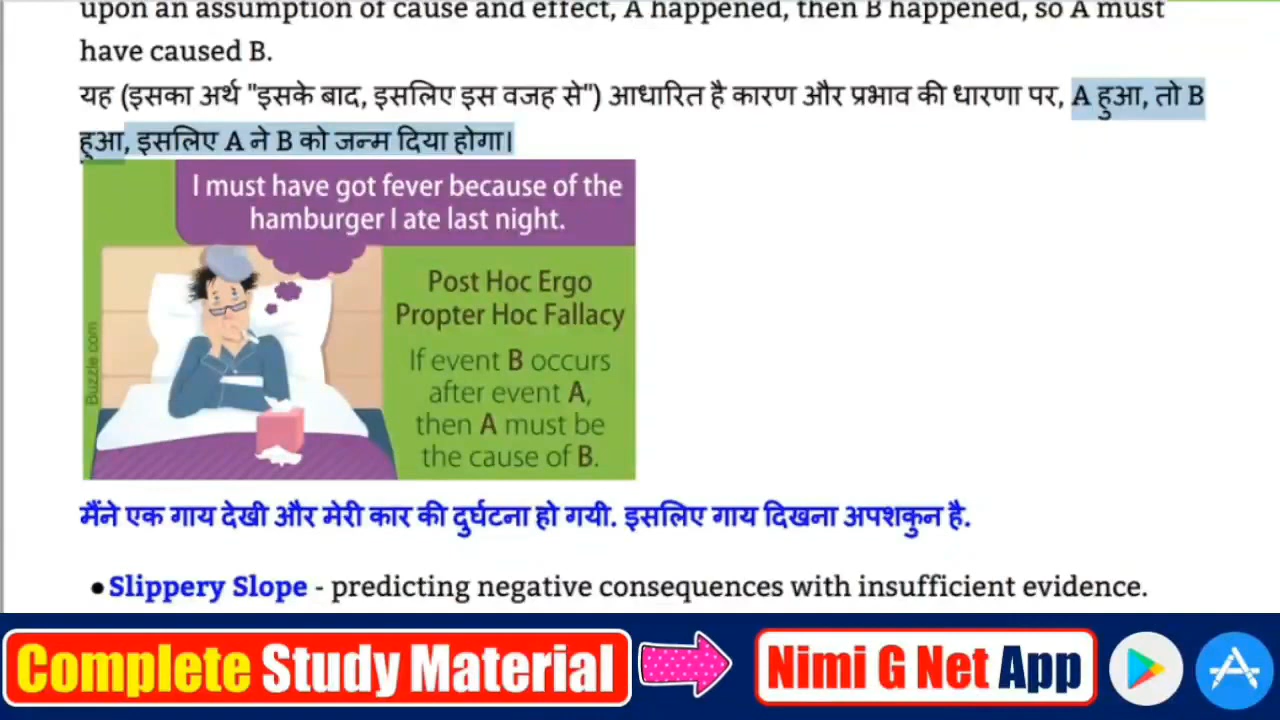 upon an assumption of cause and effect, A happened, then B happened, so A must
have caused B.
यह (इसका अर्थ "इसके बाद, इसलिए इस वजह से") आधारित है कारण और प्रभाव की धारणा पर, A हुआ, तो B
हुआ, इसलिए A ने B को जन्म दिया होगा।
I must have got fever because of the
hamburger I ate last night.
Post Hoc Ergo
Propter Hoc Fallacy
If event B occurs
after event A,
then A must be
the cause of B.
Buzzle.com
मैंने एक गाय देखी और मेरी कार की दुर्घटना हो गयी. इसलिए गाय दिखना अपशकुन है.
● Slippery Slope - predicting negative consequences with insufficient evidence.
Complete Study Material
Nimi G Net App